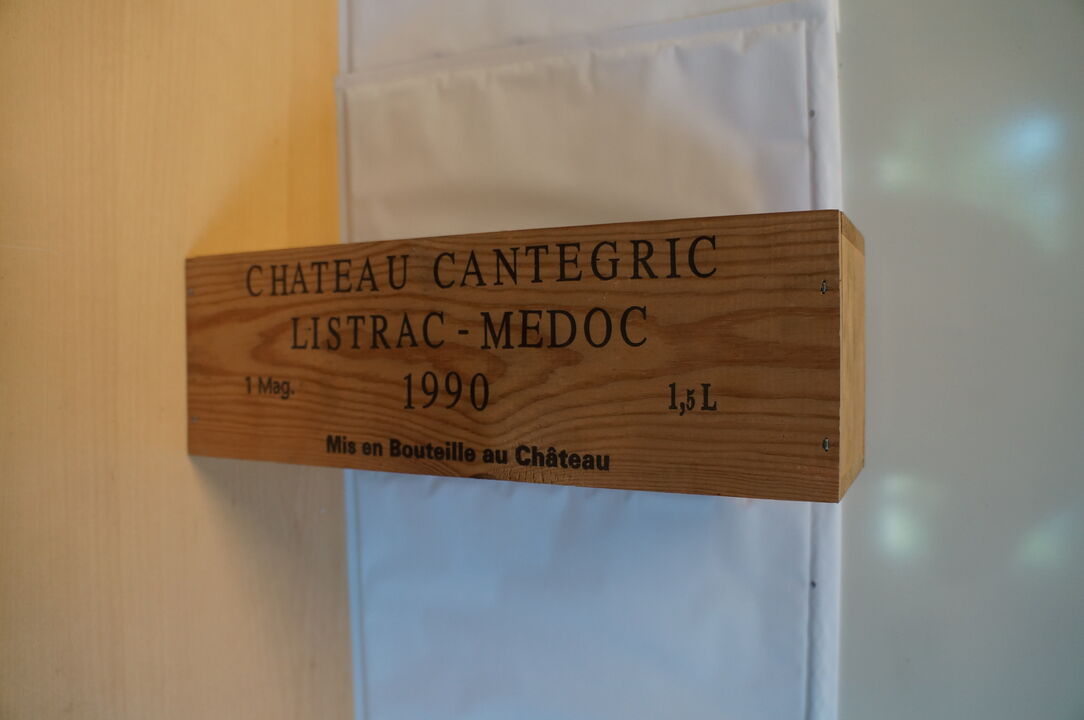 CHATEAU CANTEGRIC
LISTRAC - MEDOC
1 Mag. 1990 1,5 L
Mis en Bouteille au Château